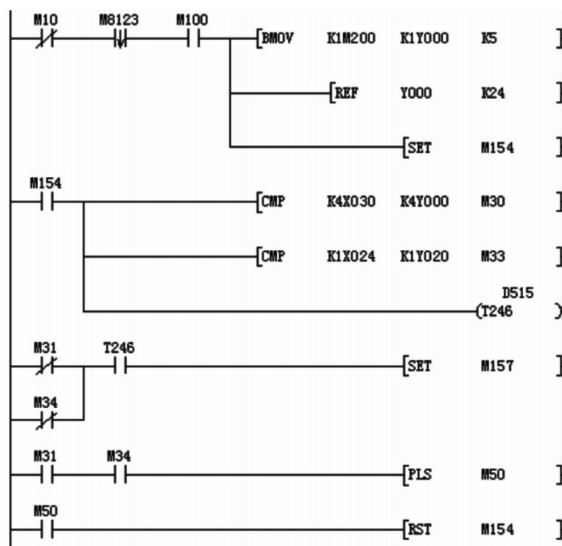 M10 M8123 M100
[BMOV K1M200 K1Y000 K5 ]
[REF Y000 K24 ]
[SET M154 ]
M154
[CMP K4X030 K4Y000 M30 ]
[CMP K1X024 K1Y020 M33 ]
D515
(T246 )
M31 T246
[SET M157 ]
M34
M31 M34
[PLS M50 ]
M50
[RST M154 ]